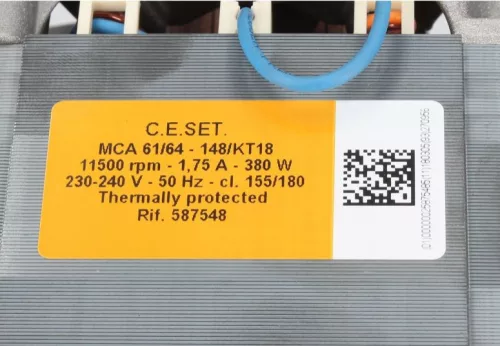 C.E.SET.
MCA 61/64 - 148/KT18
11500 rpm - 1,75 A - 380 W
230-240 V - 50 Hz - cl. 155/180
Thermally protected
Rif. 587548